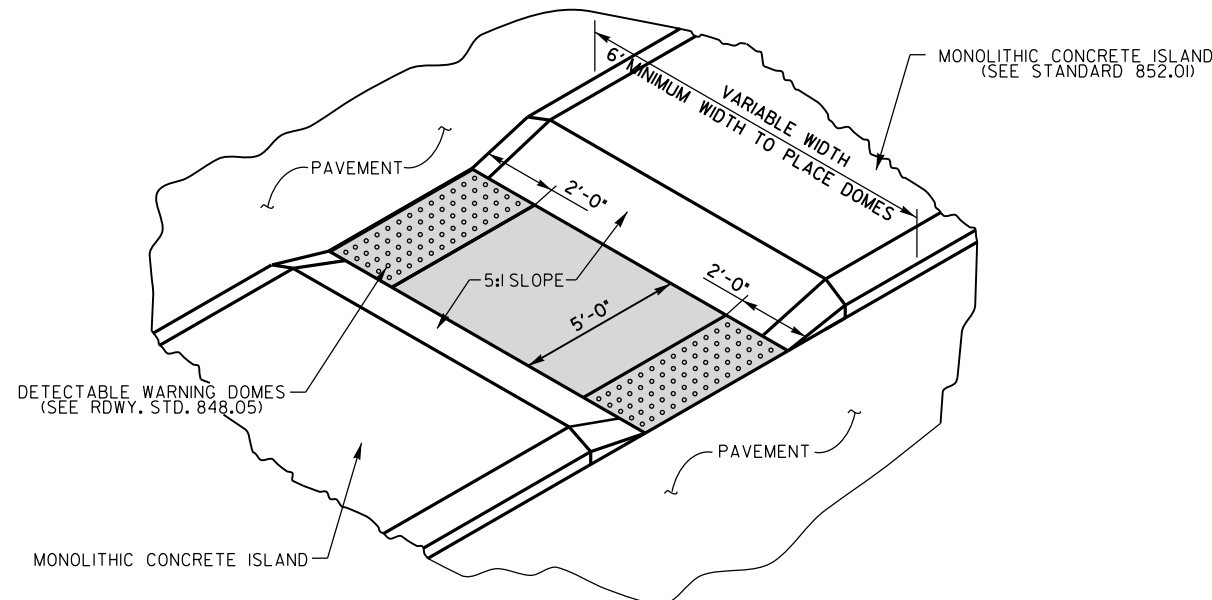 MONOLITHIC CONCRETE ISLAND
(SEE STANDARD 852.01)
VARIABLE WIDTH
6' MINIMUM WIDTH TO PLACE DOMES
PAVEMENT
2'-0"
5:1 SLOPE
2'-0"
5'-0"
DETECTABLE WARNING DOMES
(SEE RDWY. STD. 848.05)
PAVEMENT
MONOLITHIC CONCRETE ISLAND